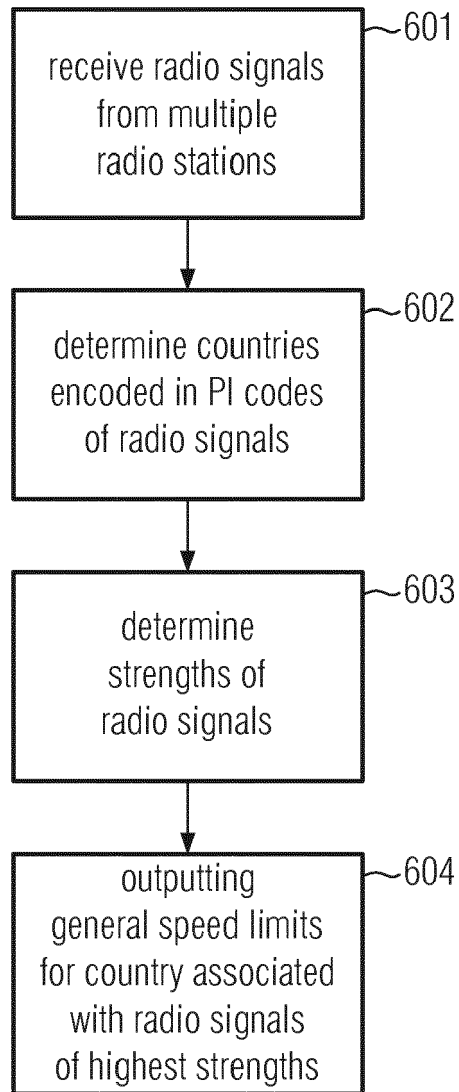 601
receive radio signals
from multiple
radio stations
602
determine countries
encoded in PI codes
of radio signals
603
determine
strengths of
radio signals
604
outputting
general speed limits
for country associated
with radio signals
of highest strengths